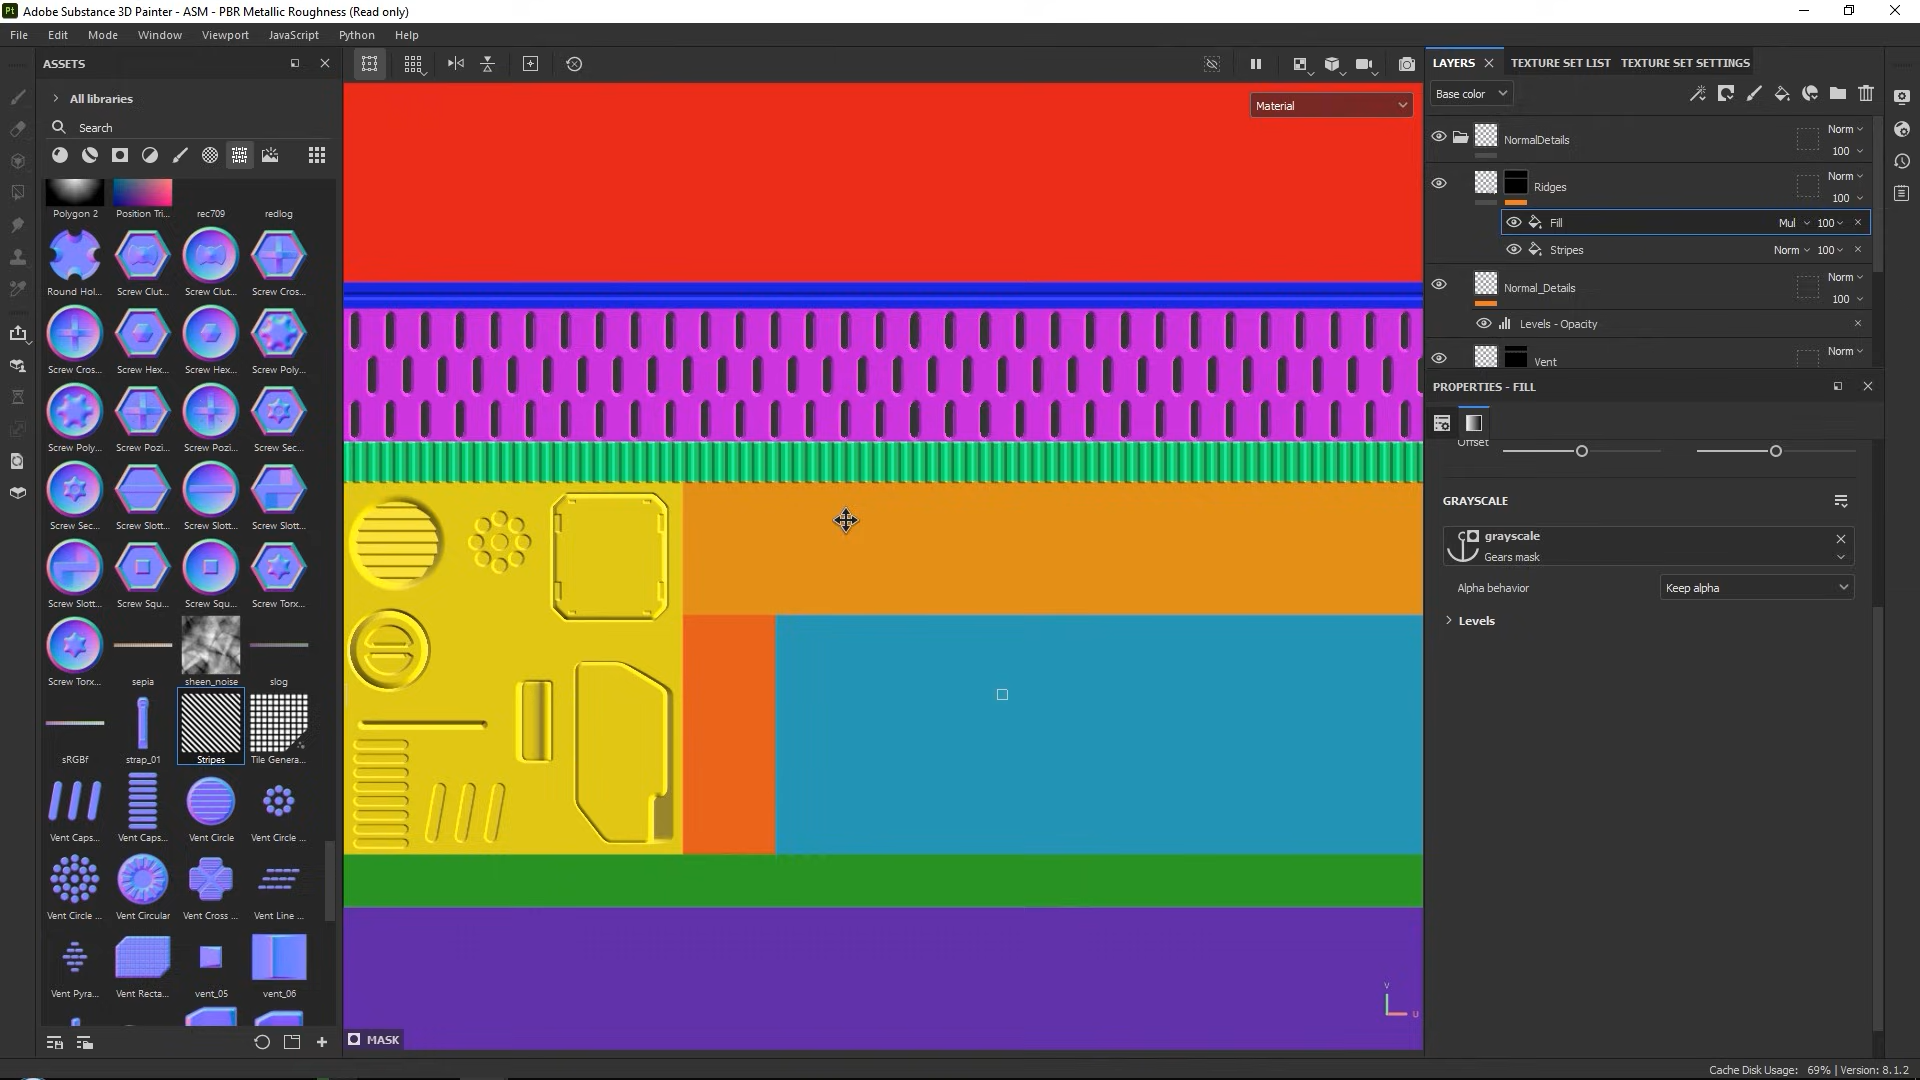 Pt Adobe Substance 3D Painter - ASM - PBR Metallic Roughness (Read only)
File Edit Mode Window Viewport JavaScript Python Help
ASSETS
All libraries
Search
Polygon 2 Position Tri... rec709 redlog
Round Hol... Screw Clut... Screw Clut... Screw Cros...
Screw Cros... Screw Hex... Screw Hex... Screw Poly...
Screw Poly... Screw Pozi... Screw Pozi... Screw Sec...
Screw Sec... Screw Slott... Screw Slott... Screw Slott...
Screw Slott... Screw Squ... Screw Squ... Screw Torx...
Screw Torx... sepia sheen_noise slog
sRGBf strap_01 Stripes Tile Genera...
Vent Caps... Vent Caps... Vent Circle Vent Circle ...
Vent Circle ... Vent Circular Vent Cross ... Vent Line ...
Vent Pyra... Vent Recta... vent_05 vent_06
Material
V
U
MASK
LAYERS TEXTURE SET LIST TEXTURE SET SETTINGS
Base color
NormalDetails Norm 100
Ridges Norm 100
Fill Mul 100
Stripes Norm 100
Normal_Details Norm 100
Levels - Opacity
Vent Norm
PROPERTIES - FILL
Offset
GRAYSCALE
grayscale
Gears mask
Alpha behavior Keep alpha
Levels
Cache Disk Usage: 69% | Version: 8.1.2